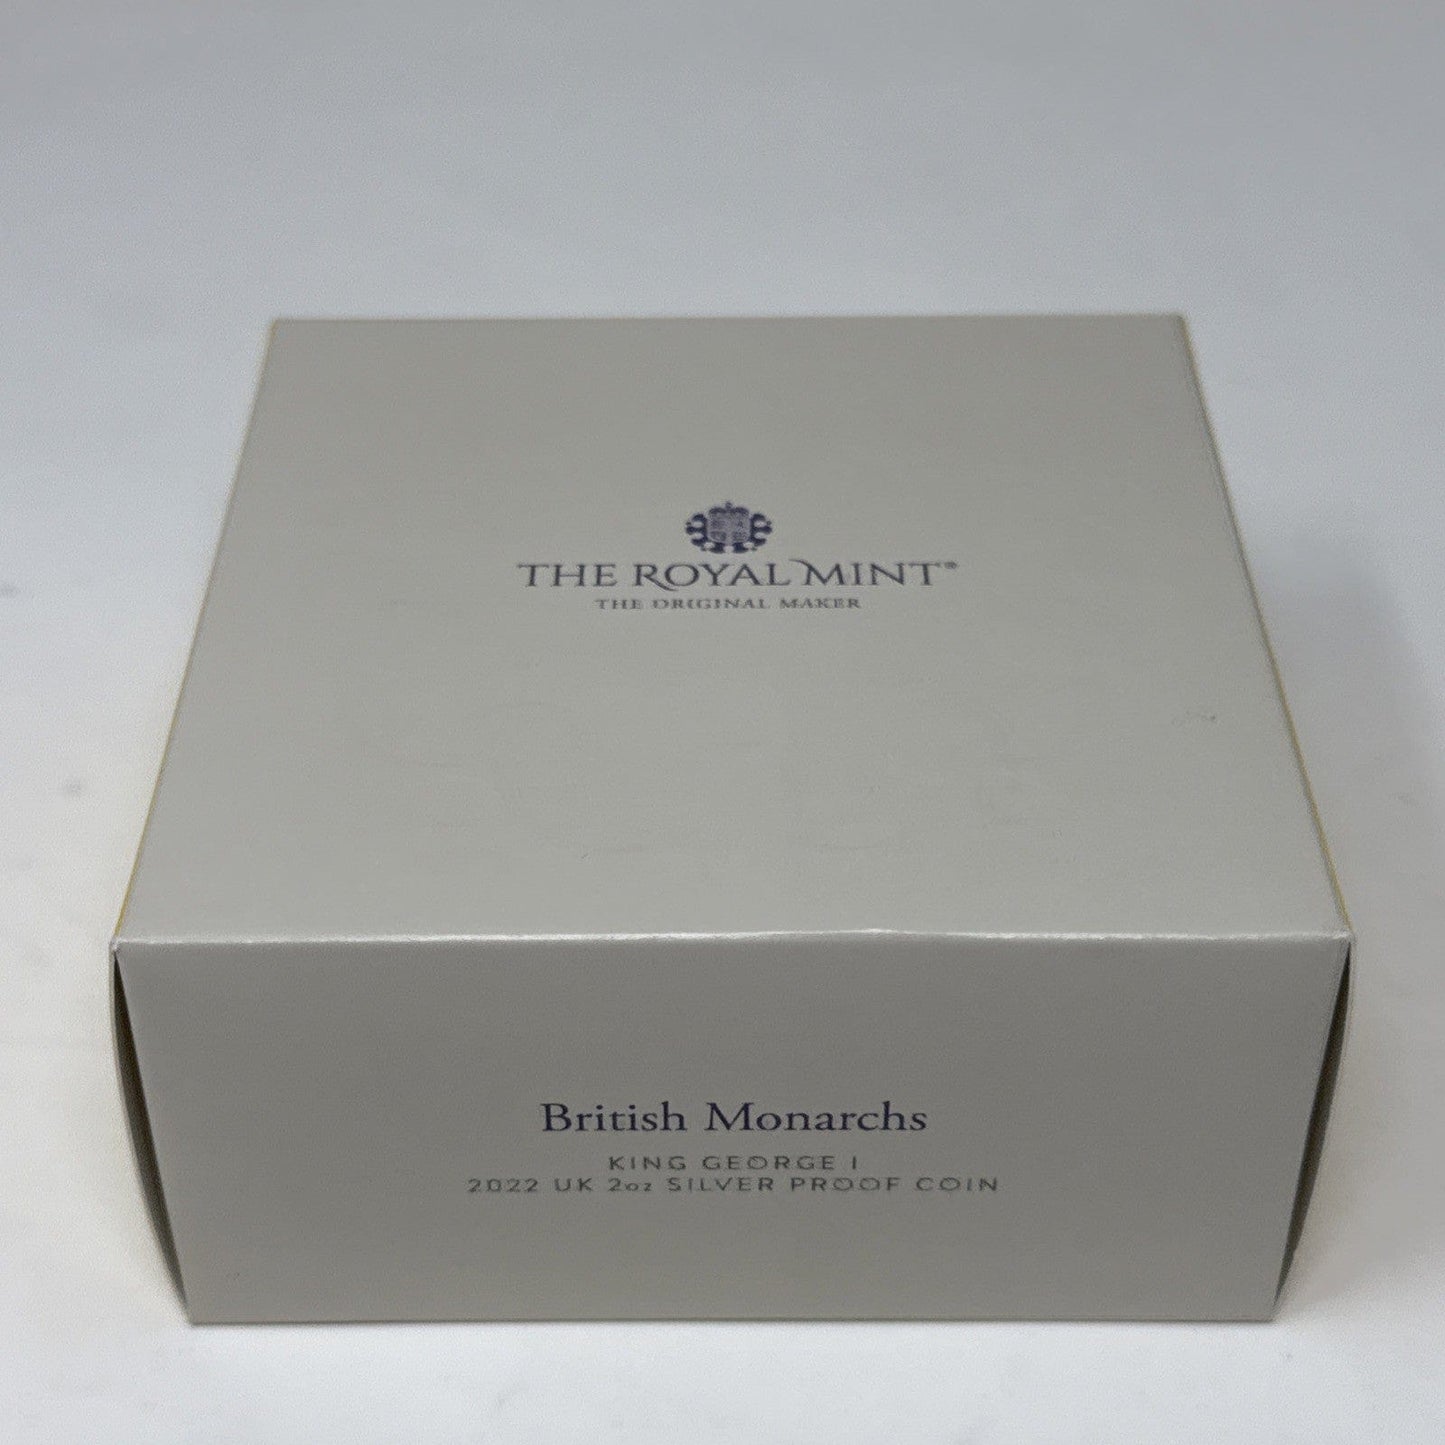 THE ROYAL MINT®
THE ORIGINAL MAKER
British Monarchs
KING GEORGE I
2022 UK 2oz SILVER PROOF COIN